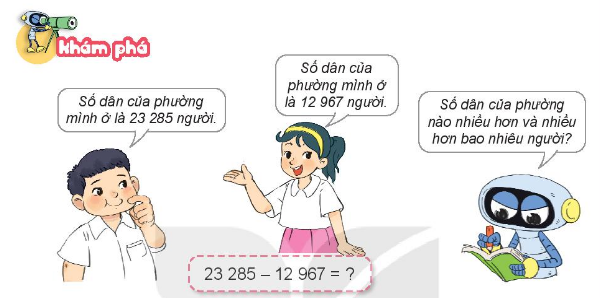 khám phá
Số dân của phường
mình ở là 23 285 người.
Số dân của
phường mình ở
là 12 967 người.
Số dân của phường
nào nhiều hơn và nhiều
hơn bao nhiêu người?
23 285 – 12 967 = ?